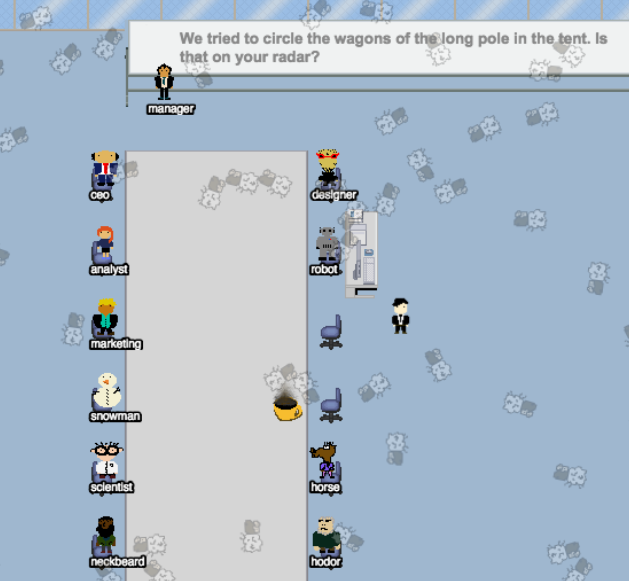 We tried to circle the wagons of the long pole in the tent. Is
that on your radar?
manager
ceo
designer
analyst
robot
marketing
snowman
scientist
horse
neckbeard
hodor